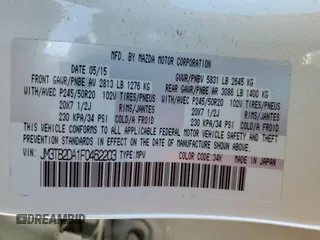 MFD. BY MAZDA MOTOR CORPORATION
DATE 05/15 GVWR/PNBV 5831 LB 2645 KG
FRONT GAWR/PNBE AV 2813 LB 1276 KG REAR GAWR/PNBE AR 3086 LB 1400 KG
WITH/AVEC P245/50R20 102V TIRES/PNEUS WITH/AVEC P245/50R20 102V TIRES/PNEUS
20X7 1/2J RIMS/JANTES 20X7 1/2J RIMS/JANTES
230 KPA/34 PSI COLD/À FROID 230 KPA/34 PSI COLD/À FROID
THIS VEHICLE CONFORMS TO ALL APPLICABLE U.S. FEDERAL MOTOR VEHICLE
SAFETY AND THEFT PREVENTION STANDARDS IN EFFECT
ON THE DATE OF MANUFACTURE SHOWN ABOVE.
VIN: JM3TB2DA1F0462203 TYPE:MPV COLOR CODE:34K MADE IN JAPAN
© IMG ID